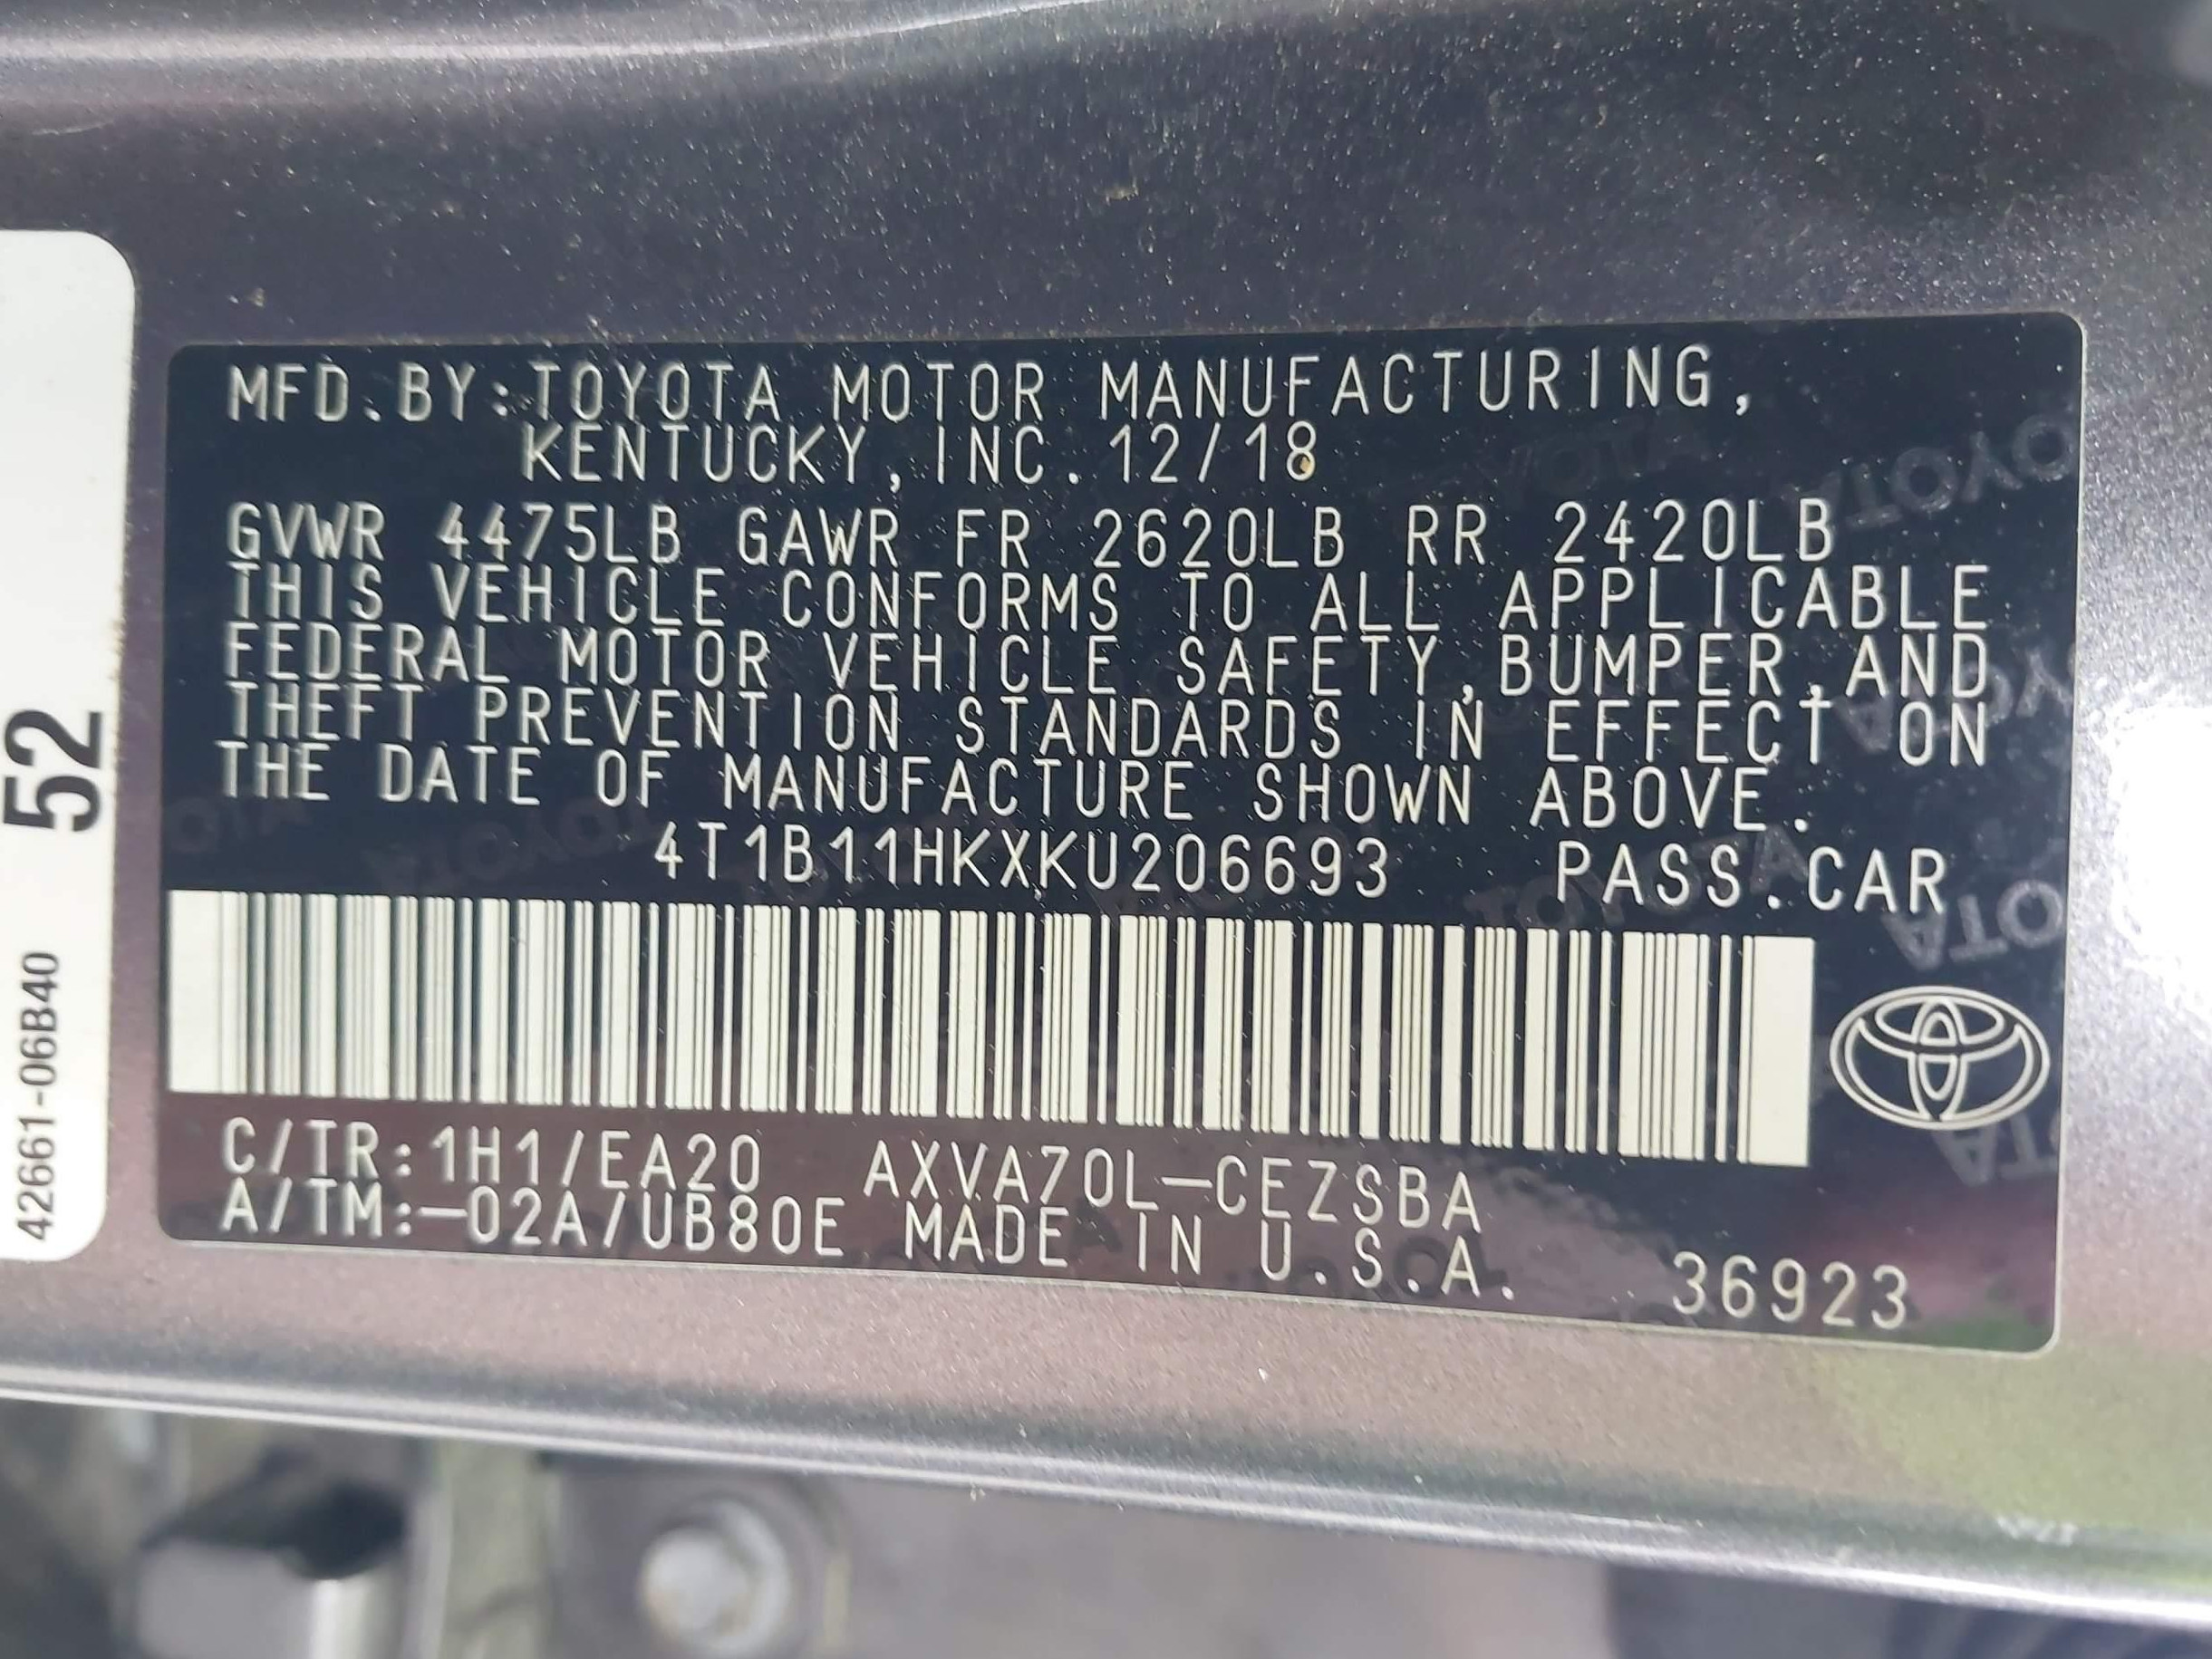 MFD.BY:TOYOTA MOTOR MANUFACTURING,
KENTUCKY,INC.12/18
GVWR 4475LB GAWR FR 2620LB RR 2420LB
THIS VEHICLE CONFORMS TO ALL APPLICABLE
FEDERAL MOTOR VEHICLE SAFETY,BUMPER,AND
THEFT PREVENTION STANDARDS IN EFFECT ON
THE DATE OF MANUFACTURE SHOWN ABOVE.
4T1B11HKXKU206693 PASS.CAR
C/TR:1H1/EA20 AXVA70L-CEZSBA
A/TM:-02A/UB80E MADE IN U.S.A. 36923
52
42661-06B40